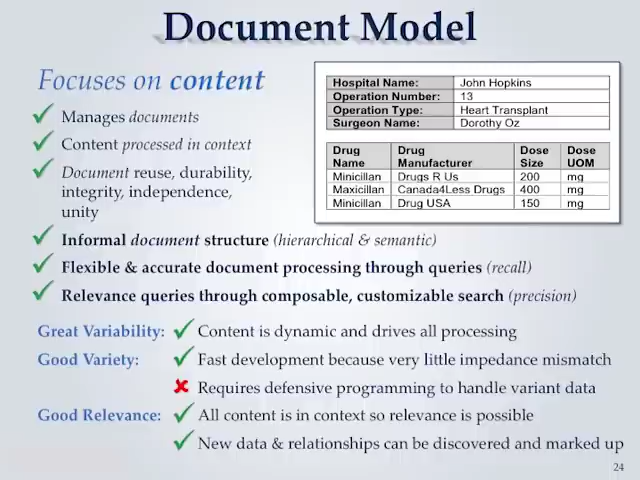 Document Model
Focuses on content
Manages documents
Content processed in context
Document reuse, durability,
integrity, independence,
unity
Hospital Name: John Hopkins
Operation Number: 13
Operation Type: Heart Transplant
Surgeon Name: Dorothy Oz
Drug Name Drug Manufacturer Dose Size Dose UOM
Minicillan Drugs R Us 200 mg
Maxicillan Canada4Less Drugs 400 mg
Minicillan Drug USA 150 mg
Informal document structure (hierarchical & semantic)
Flexible & accurate document processing through queries (recall)
Relevance queries through composable, customizable search (precision)
Great Variability: Content is dynamic and drives all processing
Good Variety: Fast development because very little impedance mismatch
Requires defensive programming to handle variant data
Good Relevance: All content is in context so relevance is possible
New data & relationships can be discovered and marked up
24